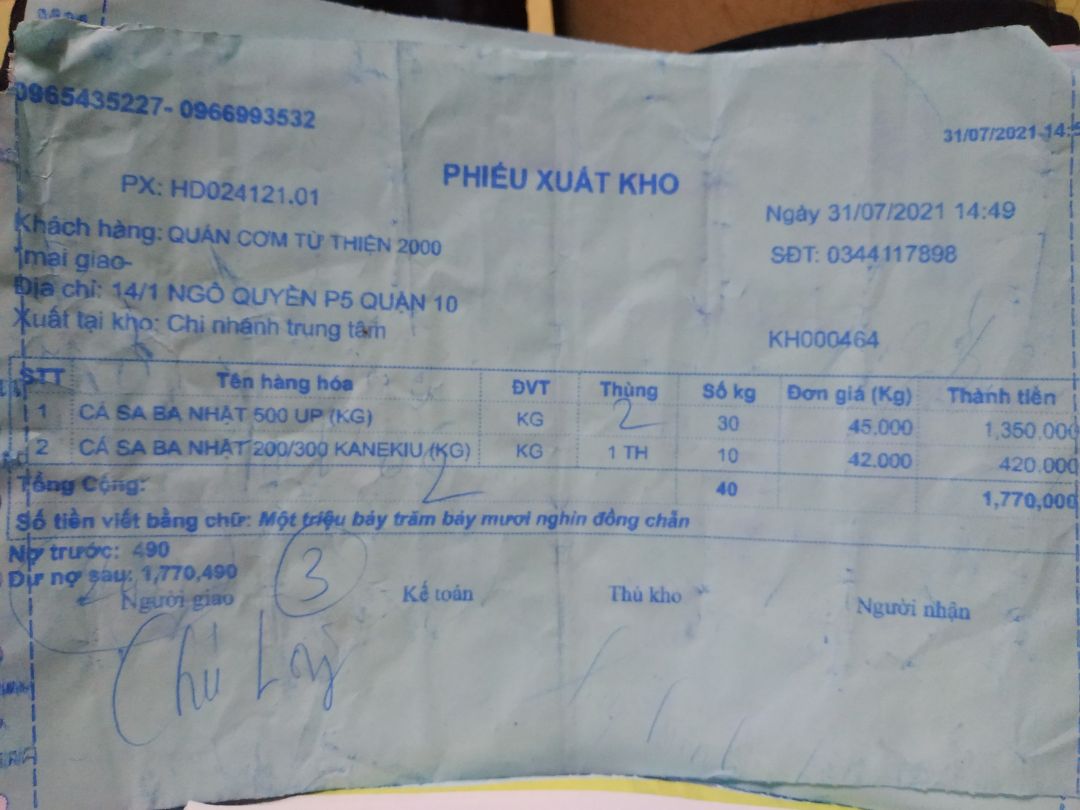 0965435227- 0966993532
31/07/2021 14:
PHIẾU XUẤT KHO
PX: HD024121.01
Ngày 31/07/2021 14:49
Khách hàng: QUÁN CƠM TỪ THIỆN 2000
SĐT: 0344117898
mai giao-
Địa chỉ: 14/1 NGÔ QUYỀN P5 QUẬN 10
Xuất tại kho: Chi nhánh trung tâm
KH000464
STT Tên hàng hóa ĐVT Thùng Số kg Đơn giá (Kg) Thành tiền
1 CÁ SA BA NHẬT 500 UP (KG) KG 2 30 45.000 1,350,000
2 CÁ SA BA NHẬT 200/300 KANEKIU (KG) KG 1 TH 10 42.000 420,000
Tổng Cộng: 2 40 1,770,000
Số tiền viết bằng chữ: Một triệu bảy trăm bảy mươi nghìn đồng chẵn
Nợ trước: 490
Dư nợ sau: 1,770,490
3
Người giao Kế toán Thủ kho Người nhận
Chú